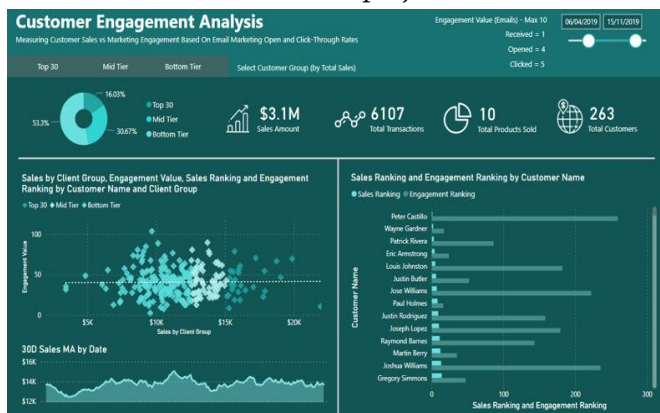 Customer Engagement Analysis
Measuring Customer Sales vs Marketing Engagement Based On Email Marketing Open and Click-Through Rates
Engagement Value (Emails) - Max 10
Received = 1
Opened = 4
Clicked = 5
06/04/2019 15/11/2019
Top 30 Mid Tier Bottom Tier Select Customer Group (by Total Sales)
16.03%
53.3%
30.67%
Top 30
Mid Tier
Bottom Tier
$3.1M
Sales Amount
6107
Total Transactions
10
Total Products Sold
263
Total Customers
Sales by Client Group, Engagement Value, Sales Ranking and Engagement
Ranking by Customer Name and Client Group
Top 30 Mid Tier Bottom Tier
Engagement Value
100
50
0
$5K $10K $15K $20K
Sales by Client Group
30D Sales MA by Date
$16K
$14K
$12K
Sales Ranking and Engagement Ranking by Customer Name
Sales Ranking Engagement Ranking
Customer Name
Peter Castillo
Wayne Gardner
Patrick Rivera
Eric Armstrong
Louis Johnston
Justin Butler
Jose Williams
Paul Holmes
Justin Rodriguez
Joseph Lopez
Raymond Barnes
Martin Berry
Joshua Williams
Gregory Simmons
0 100 200 300
Sales Ranking and Engagement Ranking